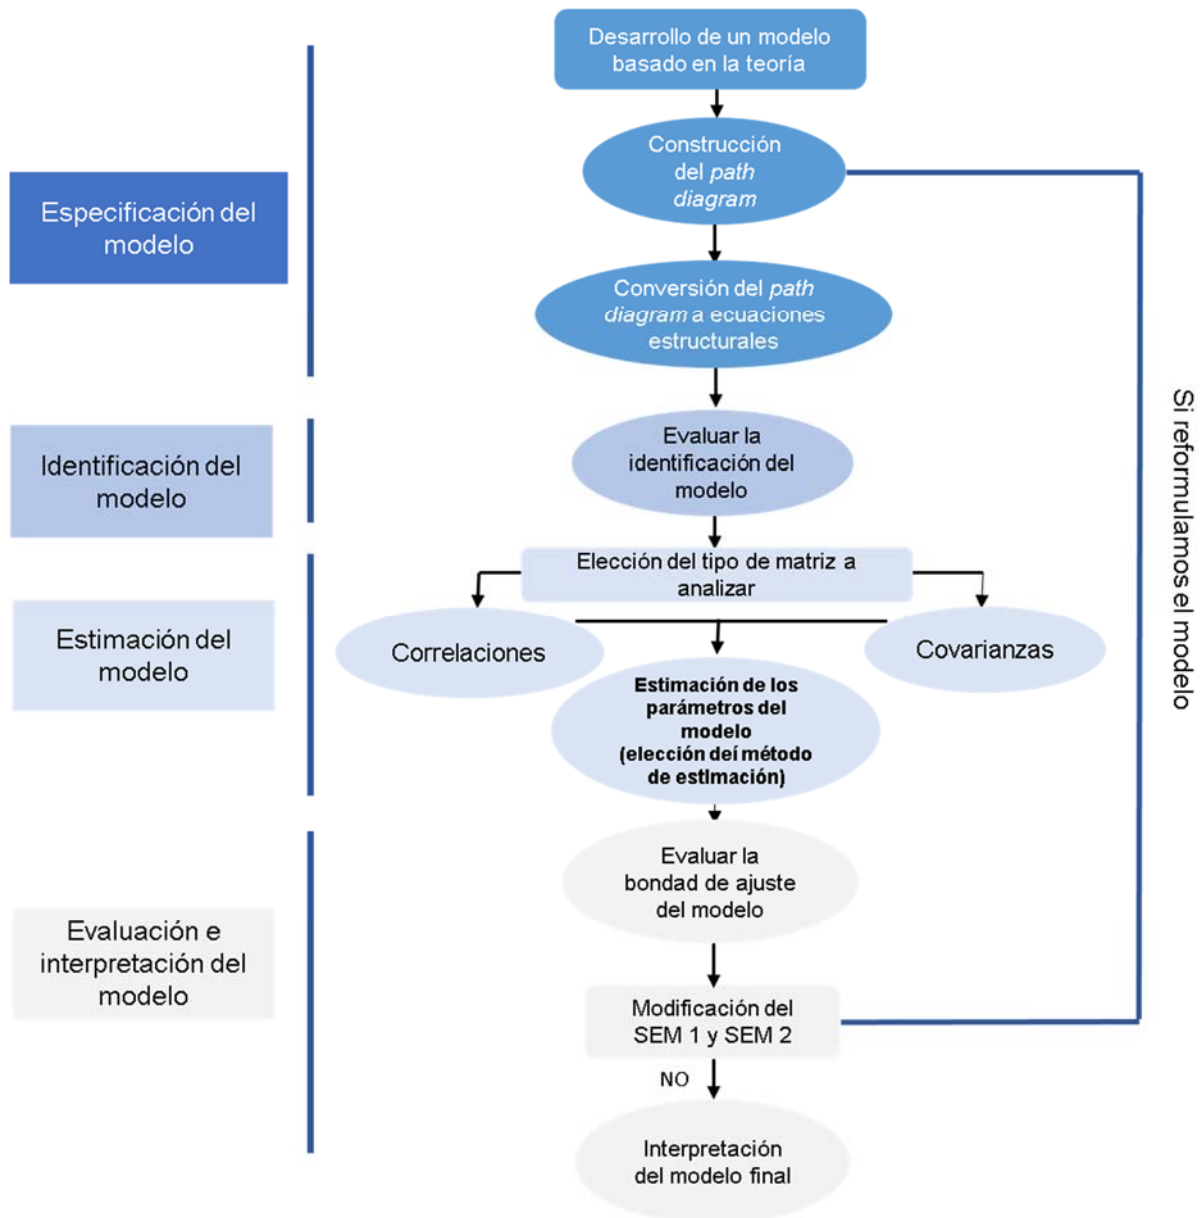 Desarrollo de un modelo
basado en la teoría
Construcción
del path
diagram
Especificación del
modelo
Conversión del path
diagram a ecuaciones
estructurales
Si reformulamos el modelo
Evaluar la
identificación del
modelo
Identificación del
modelo
Elección del tipo de matriz a
analizar
Estimación del
modelo
Correlaciones
Covarianzas
Estimación de los
parámetros del
modelo
(elección deí método
de estImación)
Evaluar la
bondad de ajuste
del modelo
Evaluación e
interpretación del
modelo
Modificación del
SEM 1 y SEM 2
NO
Interpretación
del modelo final